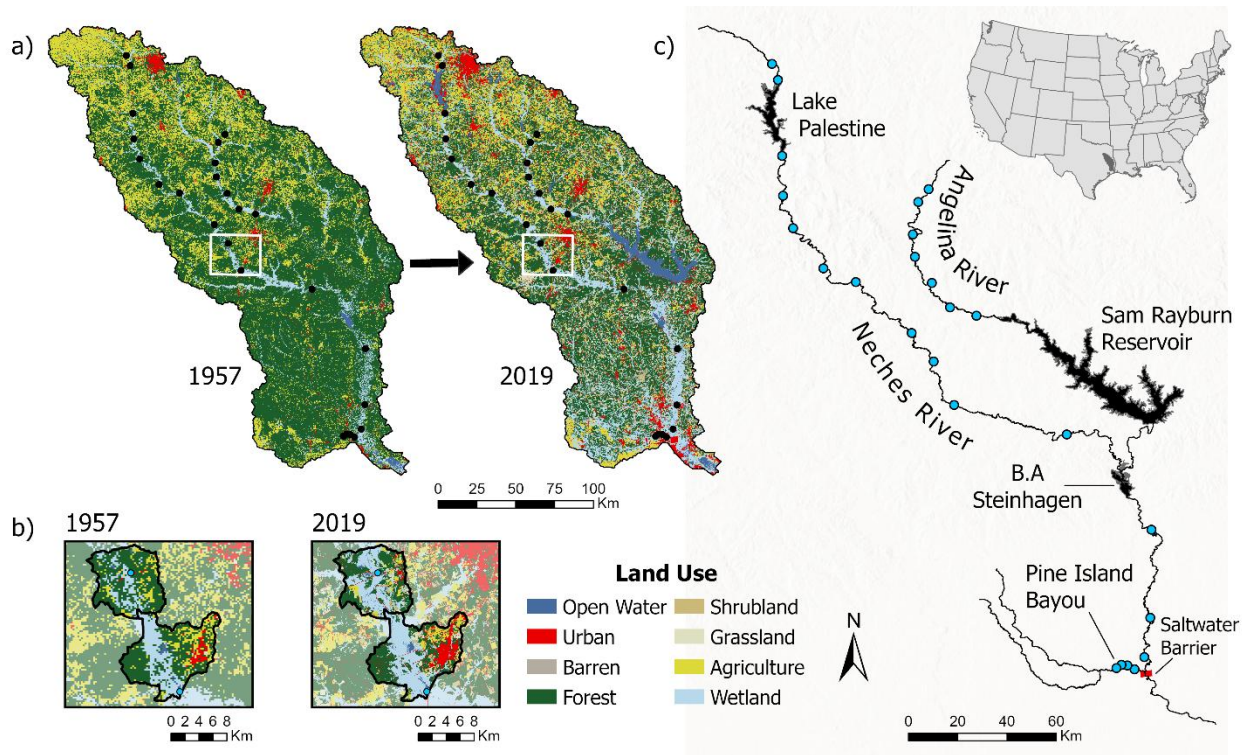 a)
1957
2019
0 25 50 75 100
Km
b)
1957
2019
0 2 4 6 8
Km
0 2 4 6 8
Km
Land Use
Open Water
Urban
Barren
Forest
Shrubland
Grassland
Agriculture
Wetland
c)
Lake
Palestine
Angelina River
Neches River
Sam Rayburn
Reservoir
B.A
Steinhagen
Pine Island
Bayou
Saltwater
Barrier
N
0 20 40 60
Km